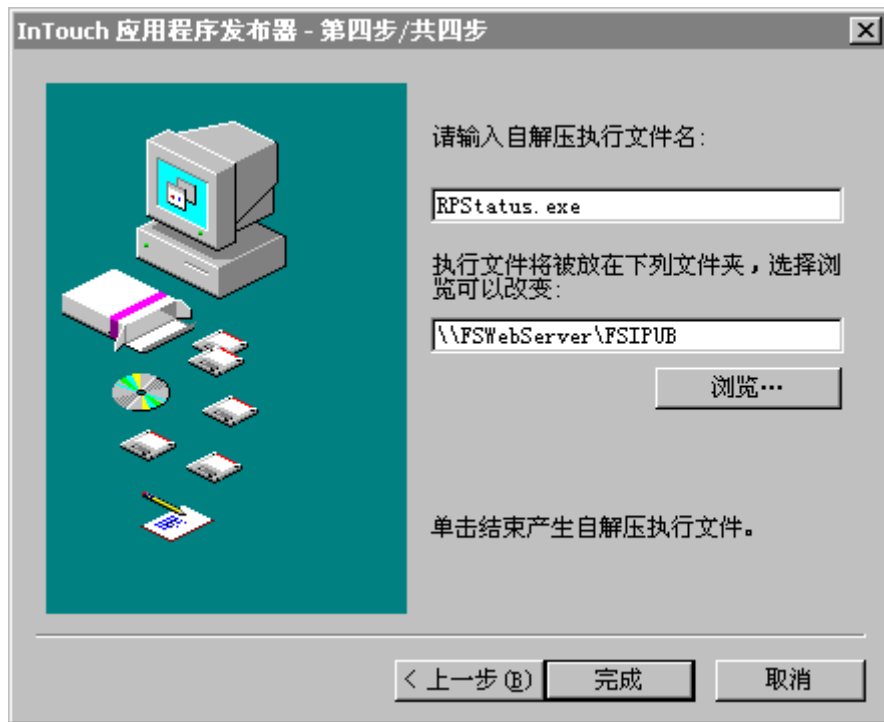 InTouch 应用程序发布器 - 第四步/共四步
请输入自解压执行文件名:
RPStatus.exe
执行文件将被放在下列文件夹，选择浏
览可以改变:
\\FSWebServer\FSIPUB
浏览…
单击结束产生自解压执行文件。
< 上一步(B)
完成
取消